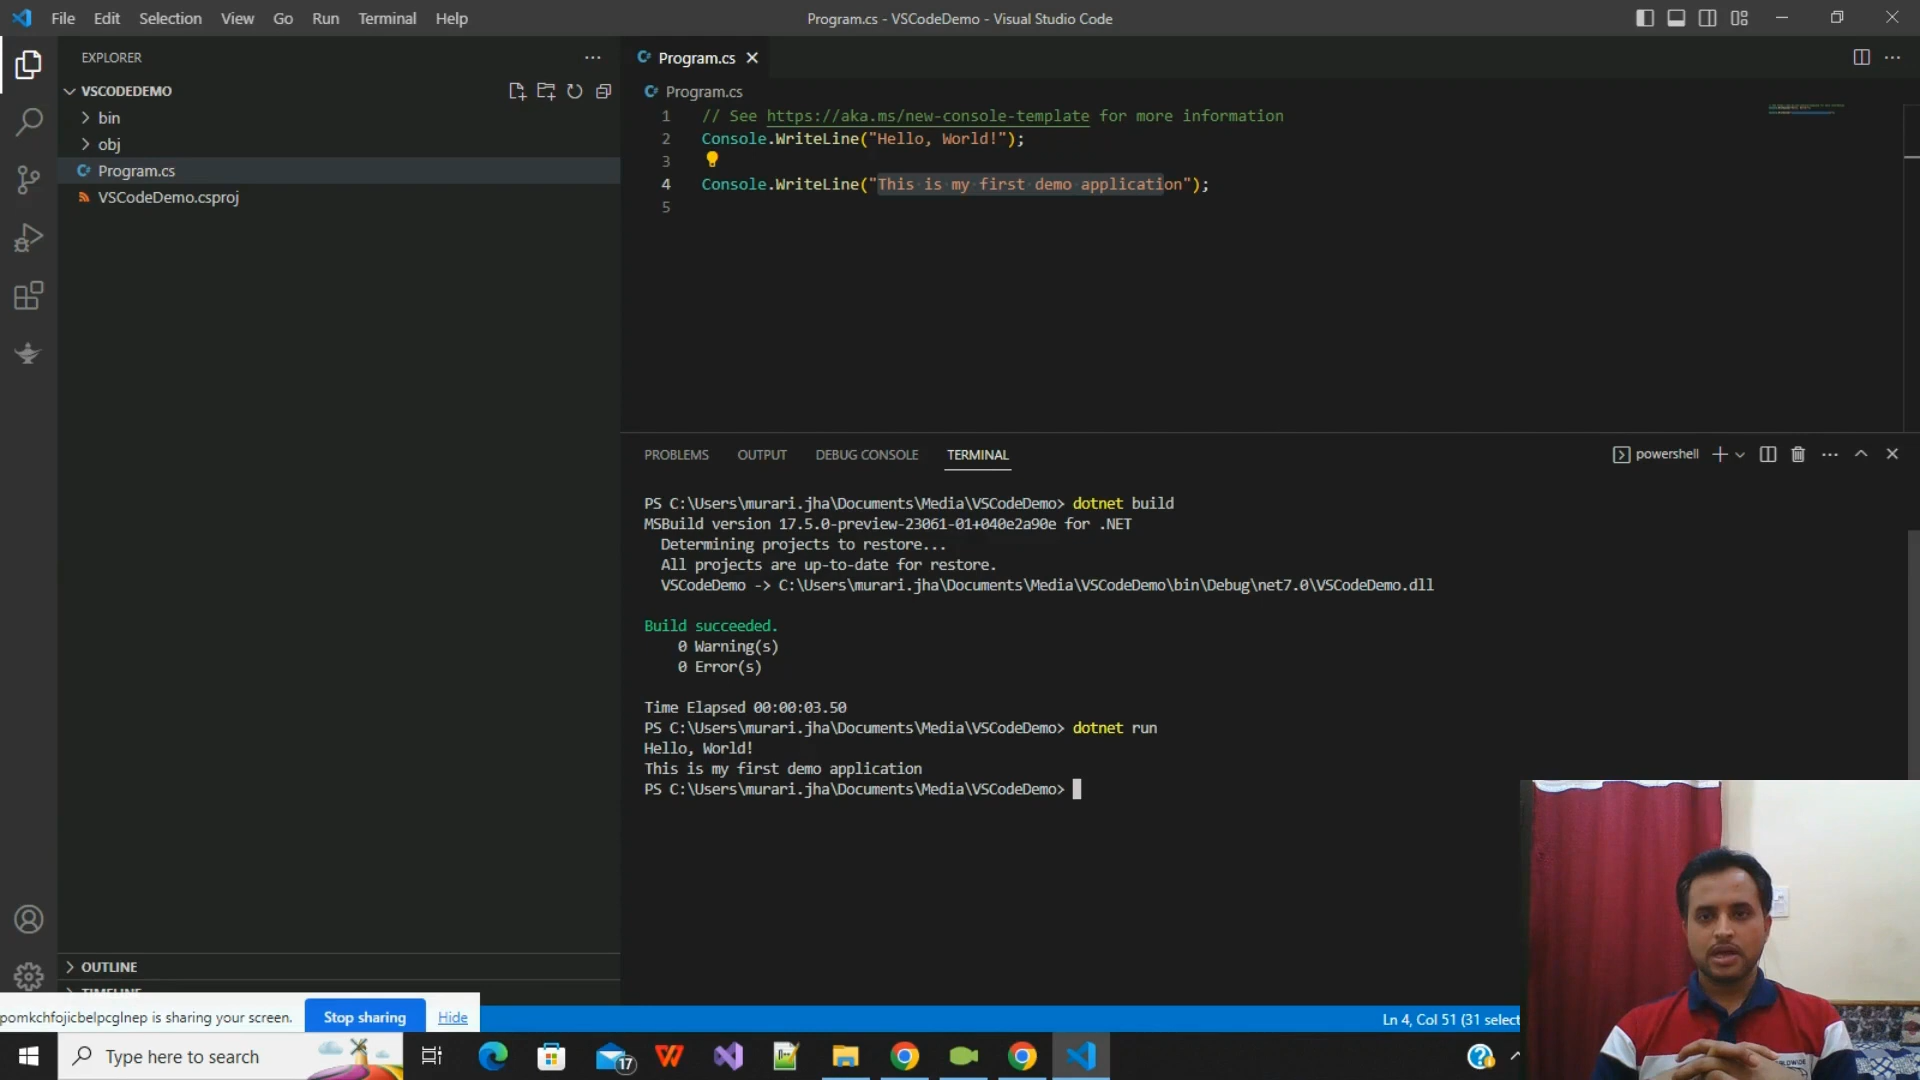 File Edit Selection View Go Run Terminal Help
Program.cs - VSCodeDemo - Visual Studio Code
EXPLORER
VSCODEDEMO
bin
obj
Program.cs
VSCodeDemo.csproj
OUTLINE
TIMELINE
Program.cs
Program.cs
1 // See https://aka.ms/new-console-template for more information
2 Console.WriteLine("Hello, World!");
3
4 Console.WriteLine("This is my first demo application");
5
PROBLEMS OUTPUT DEBUG CONSOLE TERMINAL
powershell
PS C:\Users\murari.jha\Documents\Media\VSCodeDemo> dotnet build
MSBuild version 17.5.0-preview-23061-01+040e2a90e for .NET
Determining projects to restore...
All projects are up-to-date for restore.
VSCodeDemo -> C:\Users\murari.jha\Documents\Media\VSCodeDemo\bin\Debug\net7.0\VSCodeDemo.dll
Build succeeded.
0 Warning(s)
0 Error(s)
Time Elapsed 00:00:03.50
PS C:\Users\murari.jha\Documents\Media\VSCodeDemo> dotnet run
Hello, World!
This is my first demo application
PS C:\Users\murari.jha\Documents\Media\VSCodeDemo>
pomkchfojicbelpcglnep is sharing your screen. Stop sharing Hide
Ln 4, Col 51 (31 select
Type here to search
17